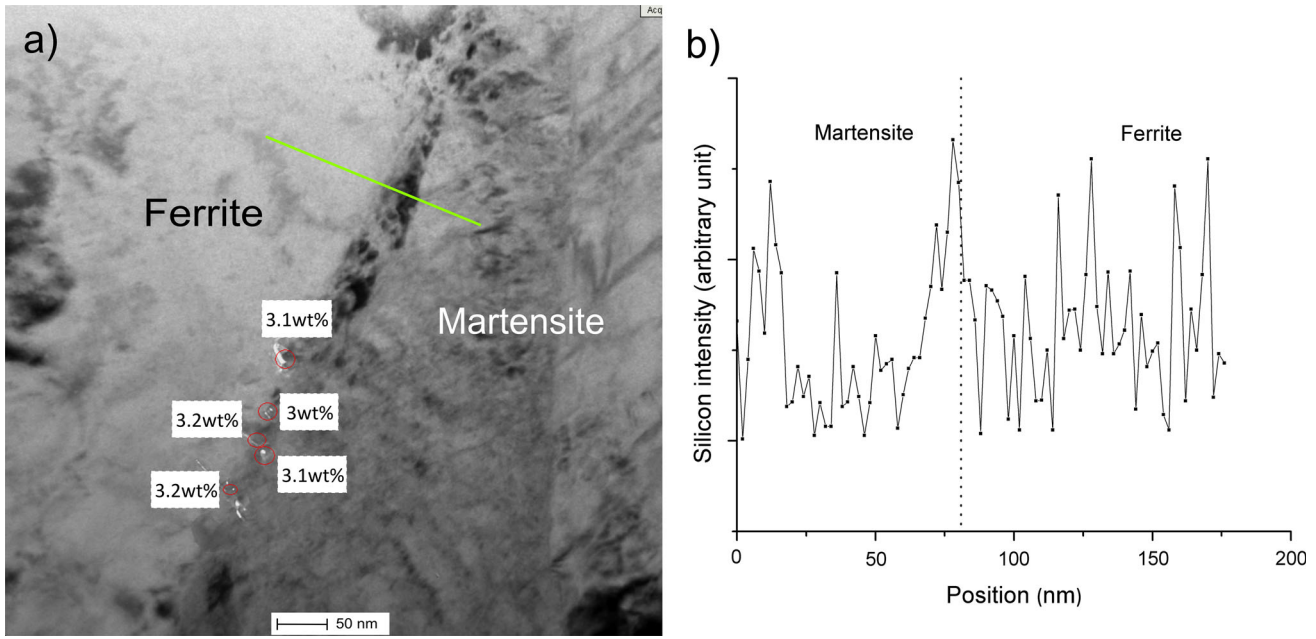 a)
Acq
Ferrite
Martensite
3.1wt%
3wt%
3.2wt%
3.1wt%
3.2wt%
50 nm
b)
Martensite
Ferrite
Silicon intensity (arbitrary unit)
0
50
100
150
200
Position (nm)